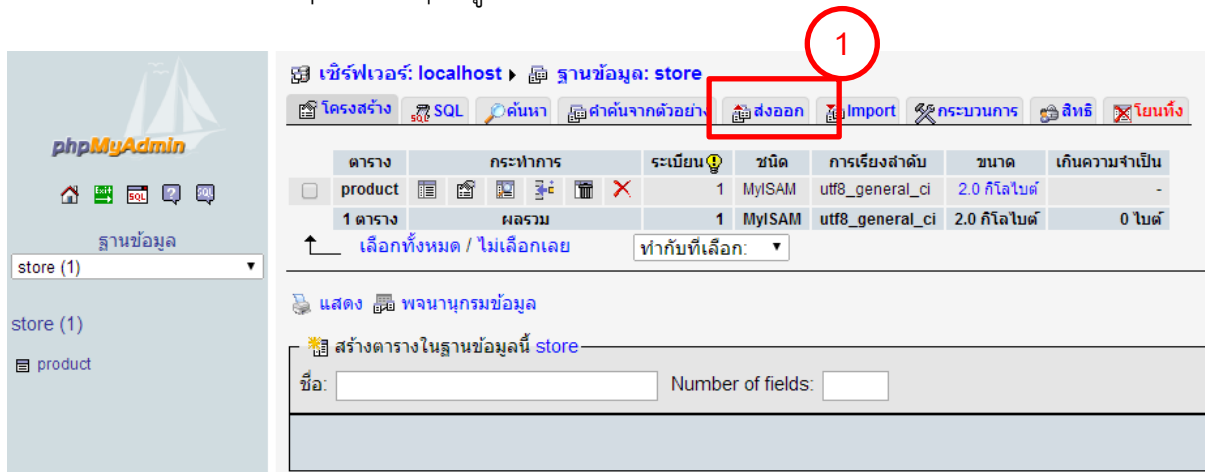 1
phpMyAdmin
ฐานข้อมูล
store (1)
store (1)
product
เซิร์ฟเวอร์: localhost ฐานข้อมูล: store
โครงสร้าง SQL ค้นหา คำค้นจากตัวอย่าง ส่งออก Import กระบวนการ สิทธิ โยนทิ้ง
ตาราง กระทำการ ระเบียน ชนิด การเรียงลำดับ ขนาด เกินความจำเป็น
product 1 MyISAM utf8_general_ci 2.0 กิโลไบต์ -
1 ตาราง ผลรวม 1 MyISAM utf8_general_ci 2.0 กิโลไบต์ 0 ไบต์
เลือกทั้งหมด / ไม่เลือกเลย ทำกับที่เลือก:
แสดง พจนานุกรมข้อมูล
สร้างตารางในฐานข้อมูลนี้ store
ชื่อ: Number of fields: